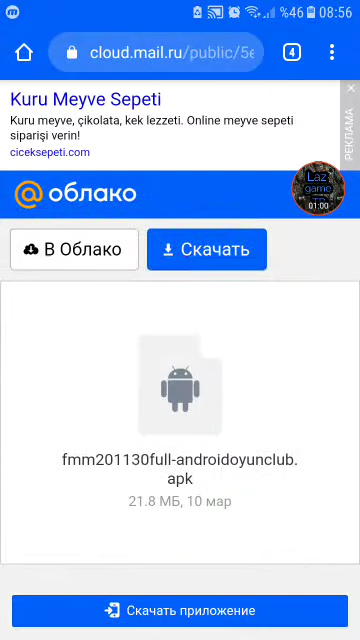 %46 08:56
cloud.mail.ru/public/5
4
Kuru Meyve Sepeti
Kuru meyve, çikolata, kek lezzeti. Online meyve sepeti
siparişi verin!
ciceksepeti.com
РЕКЛАМА
облако
Laz
game
01:00
В Облако
Скачать
fmm201130full-androidoyunclub.
apk
21.8 МБ, 10 мар
Скачать приложение